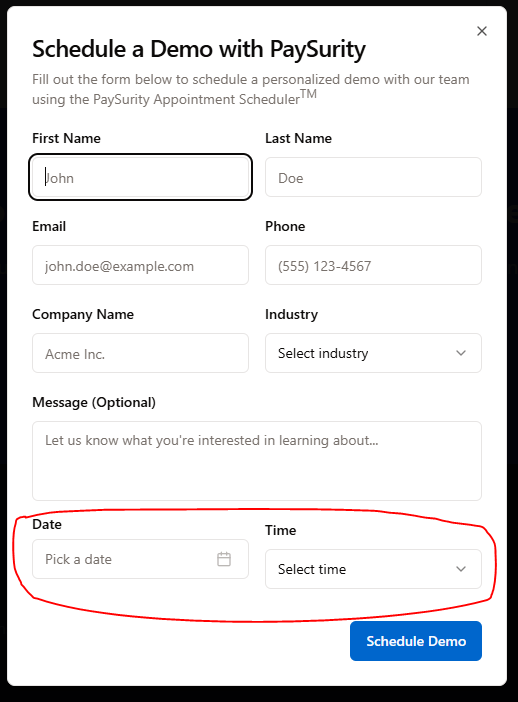 Schedule a Demo with PaySurity
Fill out the form below to schedule a personalized demo with our team
using the PaySurity Appointment Scheduler™
First Name
Last Name
John
Doe
Email
Phone
john.doe@example.com
(555) 123-4567
Company Name
Industry
Acme Inc.
Select industry
Message (Optional)
Let us know what you're interested in learning about...
Date
Time
Pick a date
Select time
Schedule Demo